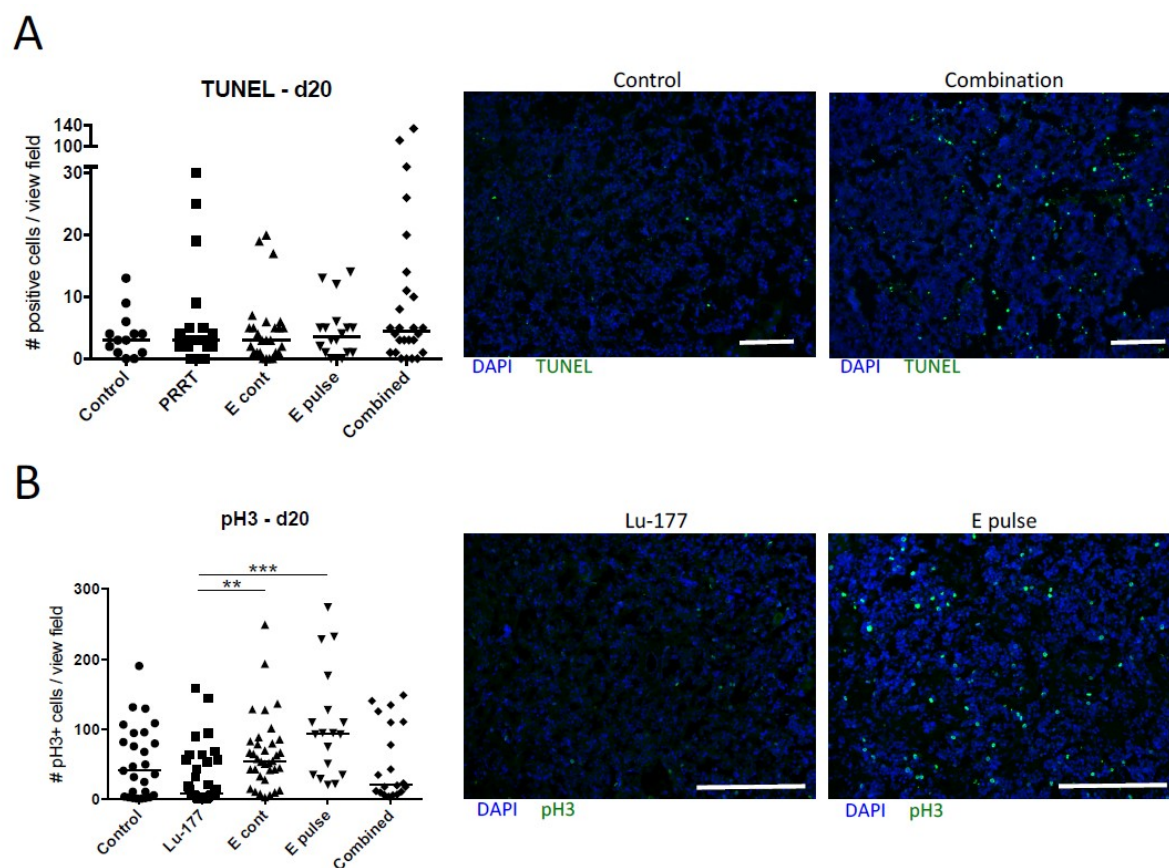 A
TUNEL - d20
# positive cells / view field
140
100
30
20
10
0
Control
PRRT
E cont
E pulse
Combined
Control
DAPI TUNEL
Combination
DAPI TUNEL
B
pH3 - d20
# pH3+ cells / view field
***
**
300
200
100
0
Control
Lu-177
E cont
E pulse
Combined
Lu-177
DAPI pH3
E pulse
DAPI pH3